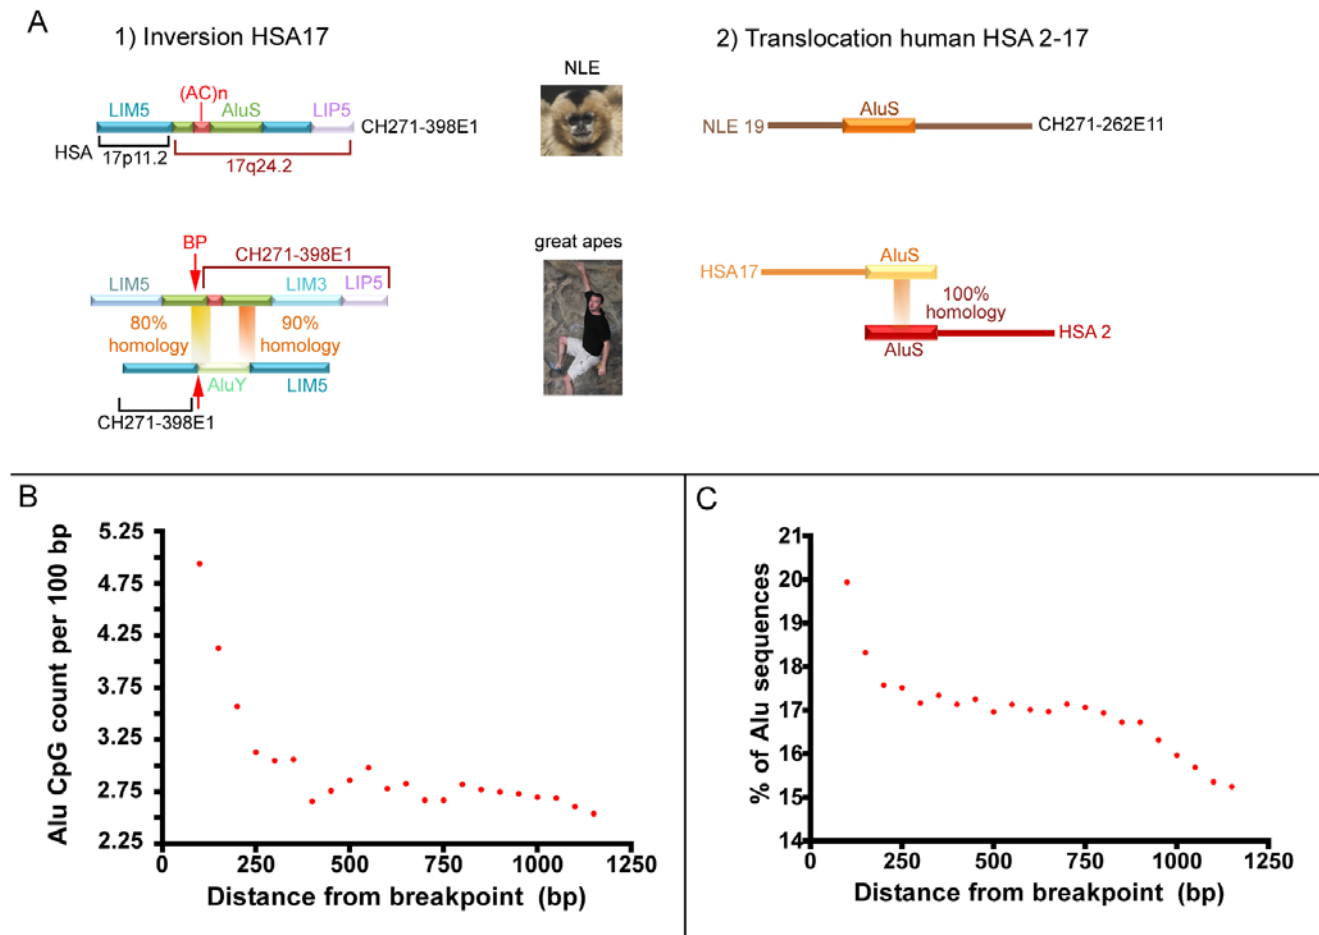 A
1) Inversion HSA17
2) Translocation human HSA 2-17
NLE
(AC)n
LIM5
AluS
LIP5
CH271-398E1
HSA
17p11.2
17q24.2
AluS
NLE 19
CH271-262E11
great apes
BP
CH271-398E1
LIM5
LIM3
LIP5
80%
homology
90%
homology
AluY
LIM5
CH271-398E1
AluS
HSA17
100%
homology
HSA 2
AluS
B
Alu CpG count per 100 bp
5.25
4.75
4.25
3.75
3.25
2.75
2.25
0
250
500
750
1000
1250
Distance from breakpoint (bp)
C
% of Alu sequences
21
20
19
18
17
16
15
14
0
250
500
750
1000
1250
Distance from breakpoint (bp)